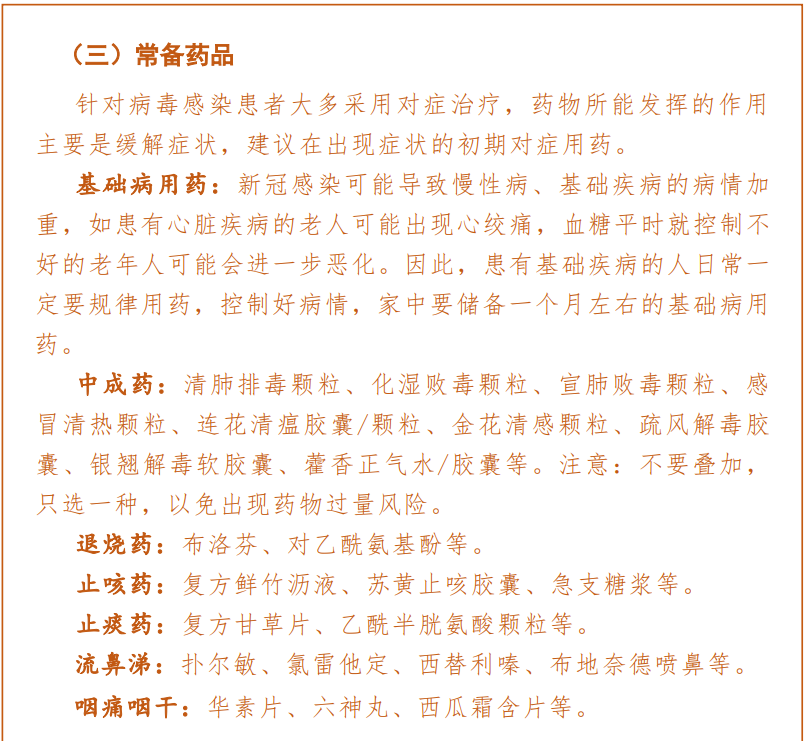 （三）常备药品
针对病毒感染患者大多采用对症治疗，药物所能发挥的作用
主要是缓解症状，建议在出现症状的初期对症用药。
基础病用药：新冠感染可能导致慢性病、基础疾病的病情加
重，如患有心脏疾病的老人可能出现心绞痛，血糖平时就控制不
好的老年人可能会进一步恶化。因此，患有基础疾病的人日常一
定要规律用药，控制好病情，家中要储备一个月左右的基础病用
药。
中成药：清肺排毒颗粒、化湿败毒颗粒、宣肺败毒颗粒、感
冒清热颗粒、连花清瘟胶囊/颗粒、金花清感颗粒、疏风解毒胶
囊、银翘解毒软胶囊、藿香正气水/胶囊等。注意：不要叠加，
只选一种，以免出现药物过量风险。
退烧药：布洛芬、对乙酰氨基酚等。
止咳药：复方鲜竹沥液、苏黄止咳胶囊、急支糖浆等。
止痰药：复方甘草片、乙酰半胱氨酸颗粒等。
流鼻涕：扑尔敏、氯雷他定、西替利嗪、布地奈德喷鼻等。
咽痛咽干：华素片、六神丸、西瓜霜含片等。